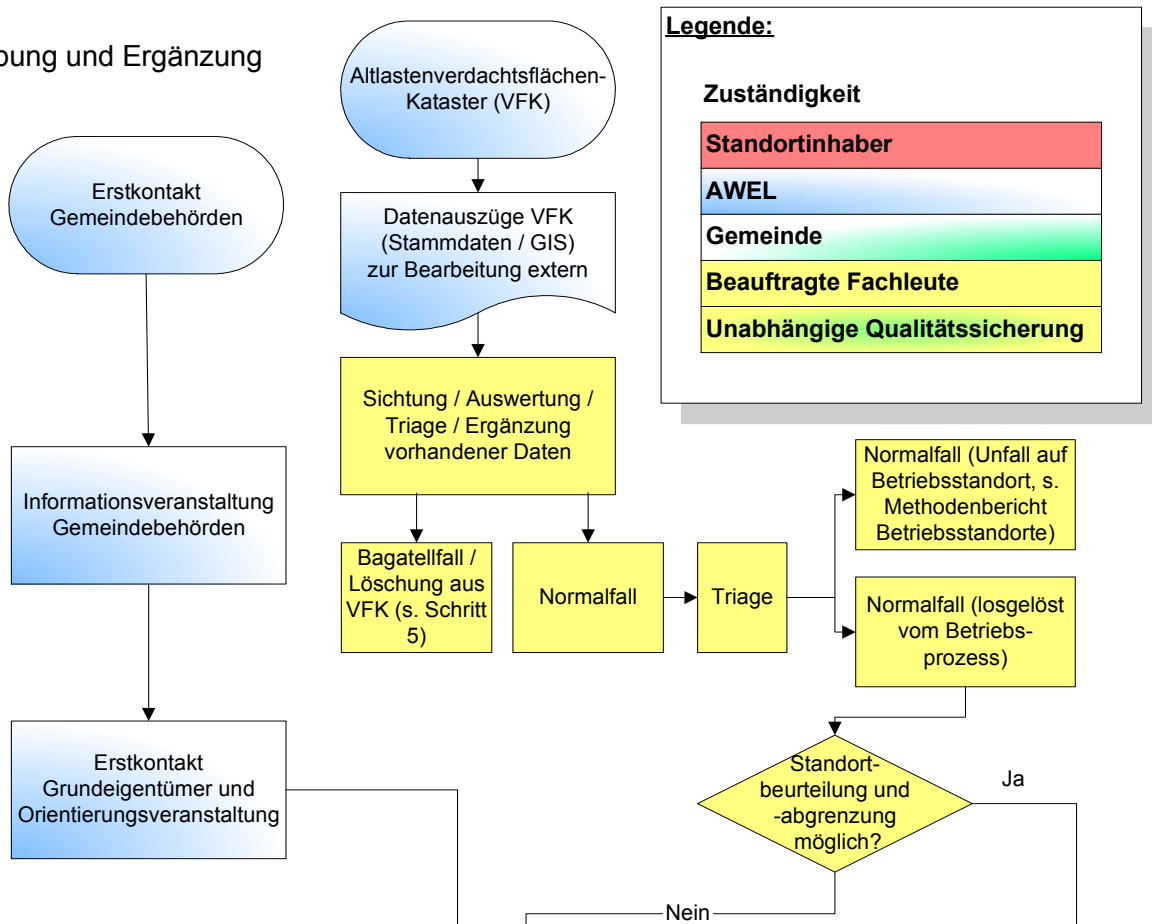 bung und Ergänzung
Altlastenverdachtsflächen-
Kataster (VFK)
Legende:
Zuständigkeit
Standortinhaber
AWEL
Gemeinde
Beauftragte Fachleute
Unabhängige Qualitätssicherung
Erstkontakt
Gemeindebehörden
Datenauszüge VFK
(Stammdaten / GIS)
zur Bearbeitung extern
Sichtung / Auswertung /
Triage / Ergänzung
vorhandener Daten
Informationsveranstaltung
Gemeindebehörden
Bagatellfall /
Löschung aus
VFK (s. Schritt
5)
Normalfall
Triage
Normalfall (Unfall auf
Betriebsstandort, s.
Methodenbericht
Betriebsstandorte)
Normalfall (losgelöst
vom Betriebs-
prozess)
Erstkontakt
Grundeigentümer und
Orientierungsveranstaltung
Standort-
beurteilung und
-abgrenzung
möglich?
Ja
Nein